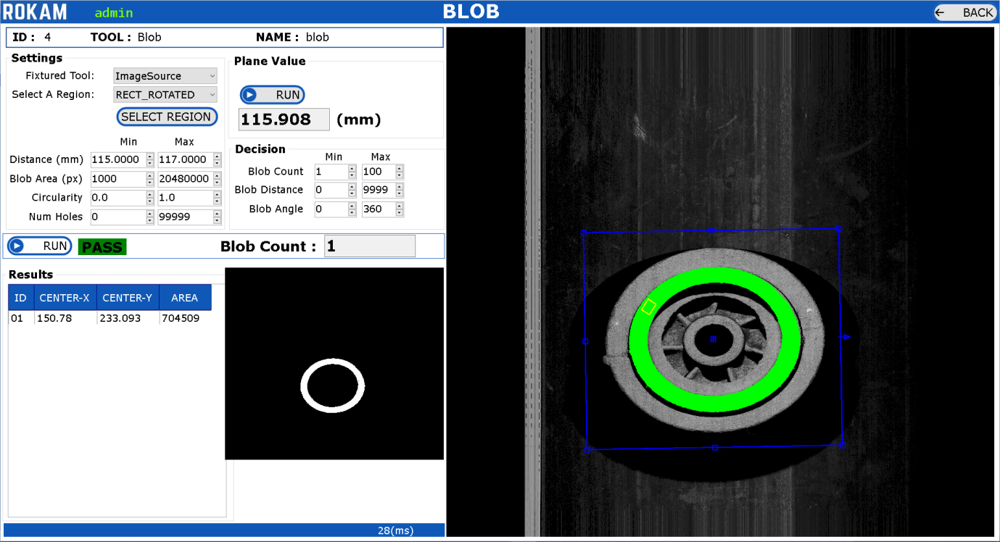 ROKAM admin BLOB ← BACK
ID : 4 TOOL : Blob NAME : blob
Settings
Fixtured Tool: ImageSource
Select A Region: RECT_ROTATED
SELECT REGION
Min Max
Distance (mm) 115.0000 117.0000
Blob Area (px) 1000 20480000
Circularity 0.0 1.0
Num Holes 0 99999
Plane Value
RUN
115.908 (mm)
Decision
Min Max
Blob Count 1 100
Blob Distance 0 9999
Blob Angle 0 360
RUN PASS Blob Count : 1
Results
ID CENTER-X CENTER-Y AREA
01 150.78 233.093 704509
28(ms)